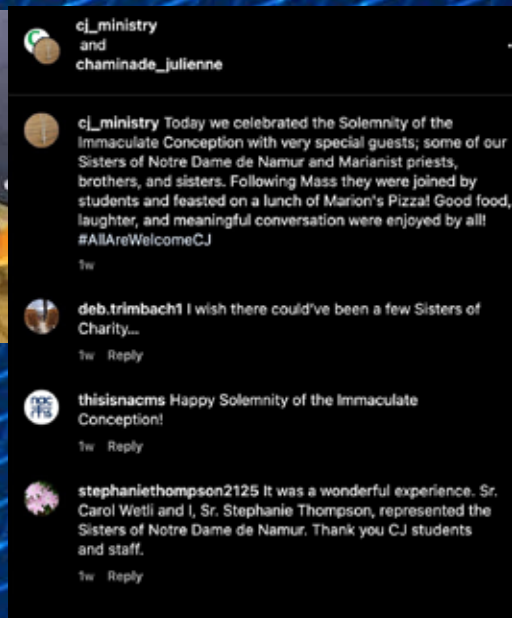 cj_ministry
and
chaminade_julienne
cj_ministry Today we celebrated the Solemnity of the
Immaculate Conception with very special guests; some of our
Sisters of Notre Dame de Namur and Marianist priests,
brothers, and sisters. Following Mass they were joined by
students and feasted on a lunch of Marion's Pizza! Good food,
laughter, and meaningful conversation were enjoyed by all!
#AllAreWelcomeCJ
1w
deb.trimbach1 I wish there could've been a few Sisters of
Charity...
1w Reply
thisisnacms Happy Solemnity of the Immaculate
Conception!
1w Reply
stephaniethompson2125 It was a wonderful experience. Sr.
Carol Wetli and I, Sr. Stephanie Thompson, represented the
Sisters of Notre Dame de Namur. Thank you CJ students
and staff.
1w Reply